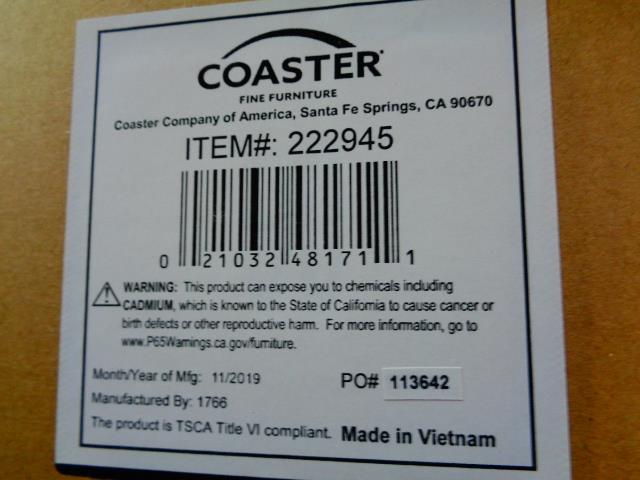 COASTER
FINE FURNITURE
Coaster Company of America, Santa Fe Springs, CA 90670
ITEM#: 222945
0 21032 48171 1
WARNING: This product can expose you to chemicals including
CADMIUM, which is known to the State of California to cause cancer or
birth defects or other reproductive harm. For more information, go to
www.P65Warnings.ca.gov/furniture.
Month/Year of Mfg: 11/2019 PO# 113642
Manufactured By: 1766
The product is TSCA Title VI compliant. Made in Vietnam